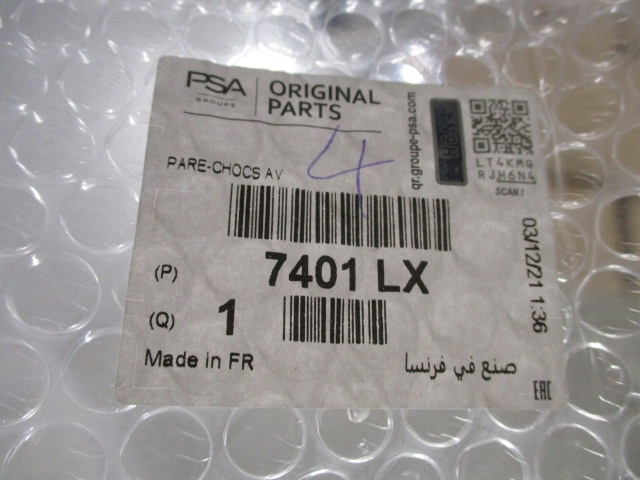 PSA
GROUPE
ORIGINAL
PARTS
PARE-CHOCS AV
4
7401 LX
(P)
(Q) 1
Made in FR
صنع في فرنسا
qr.groupe-psa.com
LT4KMQ
RJH6N4
SCAN!
03/12/21 1:36
EAC